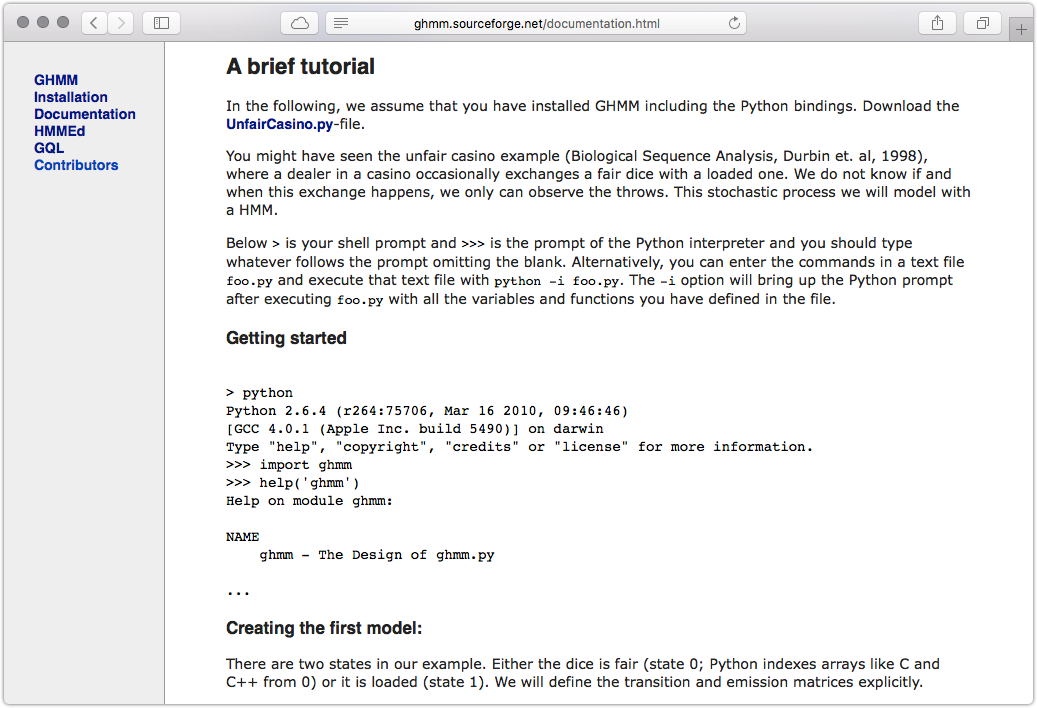 ghmm.sourceforge.net/documentation.html
GHMM
Installation
Documentation
HMMEd
GQL
Contributors
A brief tutorial
In the following, we assume that you have installed GHMM including the Python bindings. Download the
UnfairCasino.py-file.
You might have seen the unfair casino example (Biological Sequence Analysis, Durbin et. al, 1998),
where a dealer in a casino occasionally exchanges a fair dice with a loaded one. We do not know if and
when this exchange happens, we only can observe the throws. This stochastic process we will model with
a HMM.
Below > is your shell prompt and >>> is the prompt of the Python interpreter and you should type
whatever follows the prompt omitting the blank. Alternatively, you can enter the commands in a text file
foo.py and execute that text file with python -i foo.py. The -i option will bring up the Python prompt
after executing foo.py with all the variables and functions you have defined in the file.
Getting started
> python
Python 2.6.4 (r264:75706, Mar 16 2010, 09:46:46)
[GCC 4.0.1 (Apple Inc. build 5490)] on darwin
Type "help", "copyright", "credits" or "license" for more information.
>>> import ghmm
>>> help('ghmm')
Help on module ghmm:
NAME
    ghmm - The Design of ghmm.py
...
Creating the first model:
There are two states in our example. Either the dice is fair (state 0; Python indexes arrays like C and
C++ from 0) or it is loaded (state 1). We will define the transition and emission matrices explicitly.